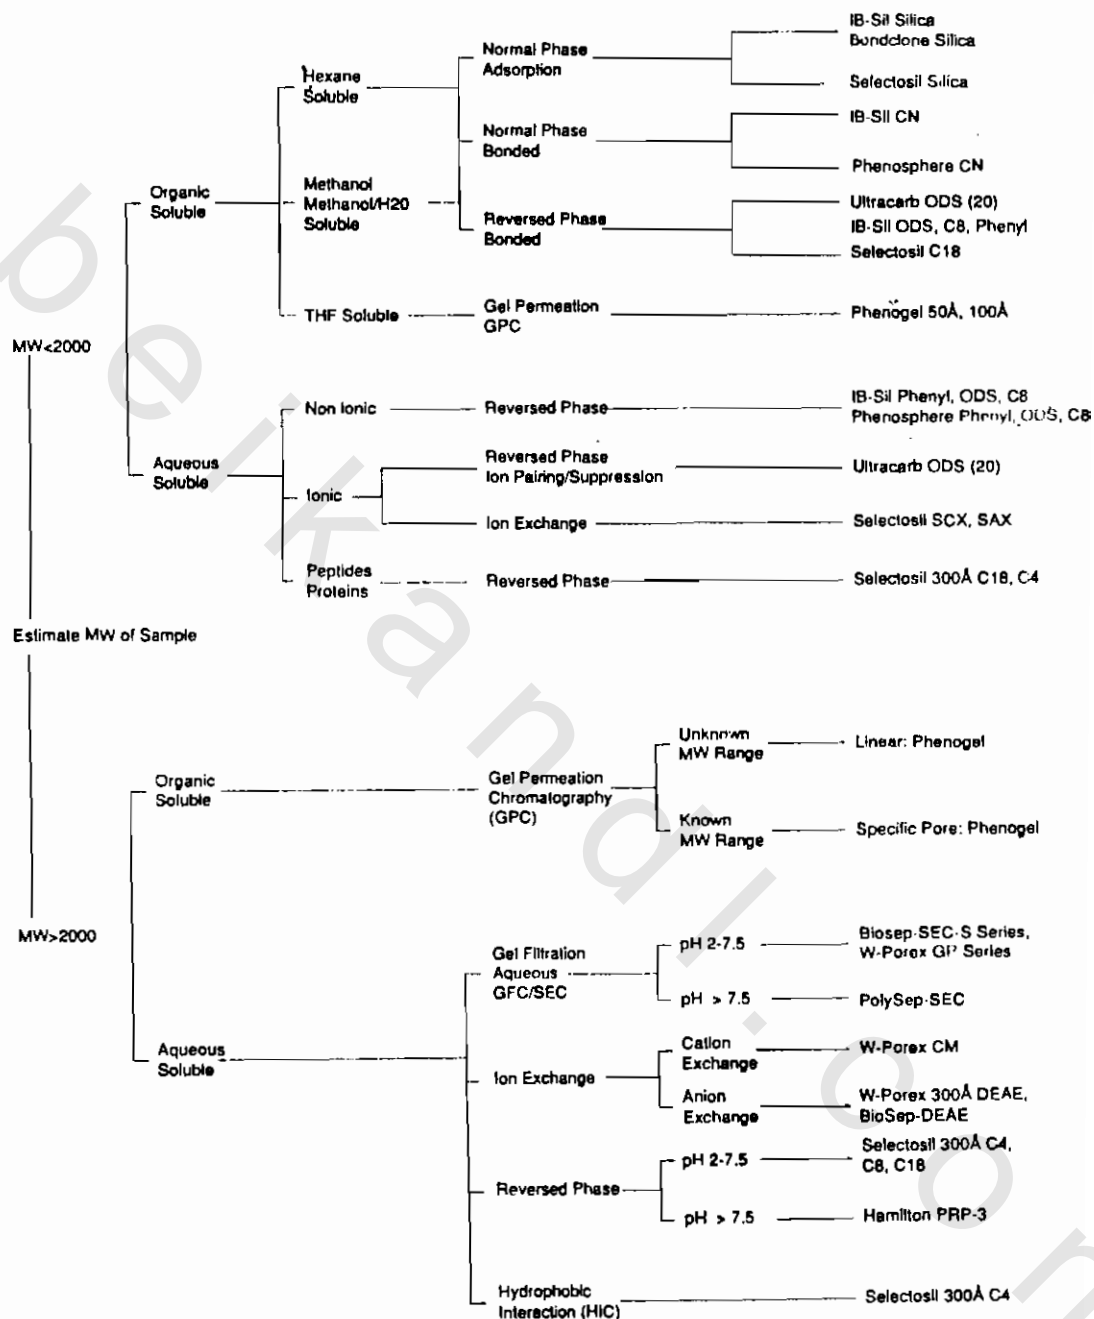 IB-Sil Silica
Bondclone Silica
Normal Phase
Adsorption
Hexane
Soluble
Selectosil Silica
IB-Sil CN
Normal Phase
Bonded
Phenosphere CN
Methanol
Methanol/H20
Soluble
Organic
Soluble
Ultracarb ODS (20)
Reversed Phase
Bonded
IB-Sil ODS, C8, Phenyl
Selectosil C18
THF Soluble
Gel Permeation
GPC
Phenogel 50Å, 100Å
MW<2000
Non Ionic
Reversed Phase
IB-Sil Phenyl, ODS, C8
Phenosphere Phenyl, ODS, C8
Aqueous
Soluble
Reversed Phase
Ion Pairing/Suppression
Ultracarb ODS (20)
Ionic
Ion Exchange
Selectosil SCX, SAX
Peptides
Proteins
Reversed Phase
Selectosil 300Å C18, C4
Estimate MW of Sample
Unknown
MW Range
Linear: Phenogel
Organic
Soluble
Gel Permeation
Chromatography
(GPC)
Known
MW Range
Specific Pore: Phenogel
MW>2000
Gel Filtration
Aqueous
GFC/SEC
pH 2-7.5
Biosep-SEC-S Series,
W-Porex GP Series
pH > 7.5
PolySep-SEC
Aqueous
Soluble
Ion Exchange
Cation
Exchange
W-Porex CM
Anion
Exchange
W-Porex 300Å DEAE,
BioSep-DEAE
Reversed Phase
pH 2-7.5
Selectosil 300Å C4,
C8, C18
pH > 7.5
Hamilton PRP-3
Hydrophobic
Interaction (HIC)
Selectosil 300Å C4
beikandl.com